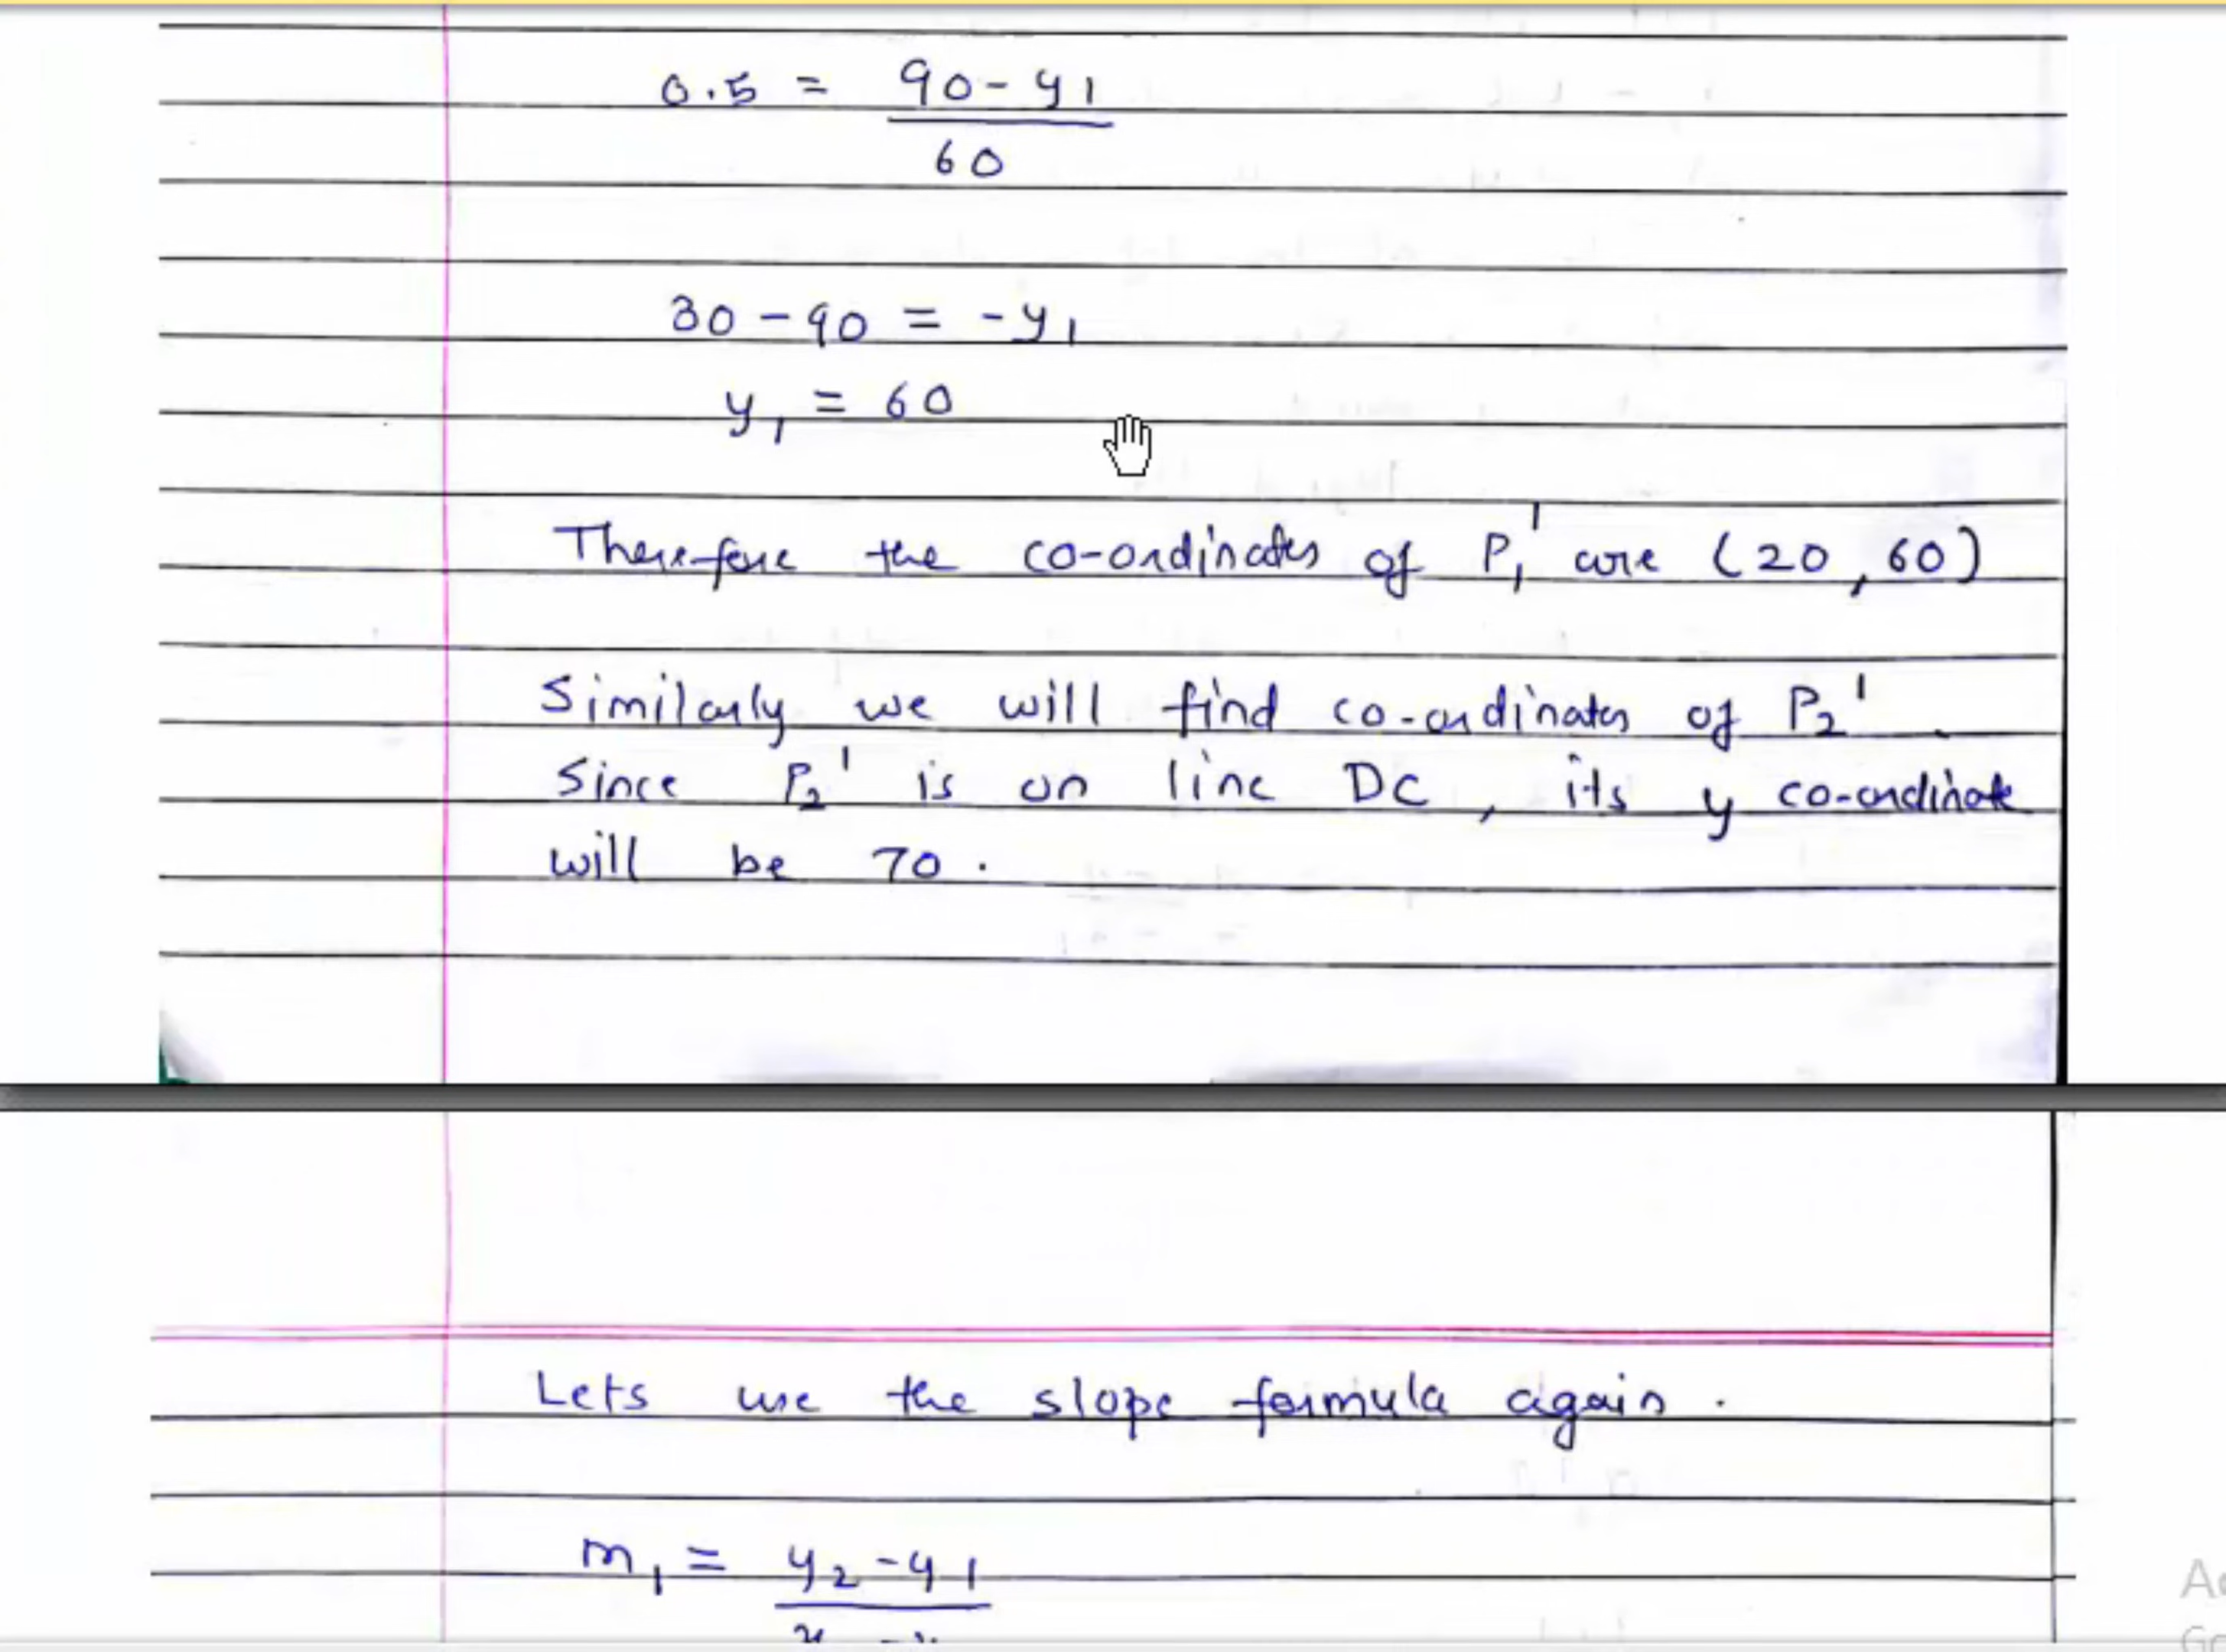 0.5 = 90 - y1
60
30 - 90 = -y1
y1 = 60
Therefore the co-ordinates of P1' are (20, 60)
Similarly we will find co-ordinates of P2'.
Since P2' is on line DC, its y co-ordinate
will be 70.
Lets use the slope formula again.
m1 = y2 - y1